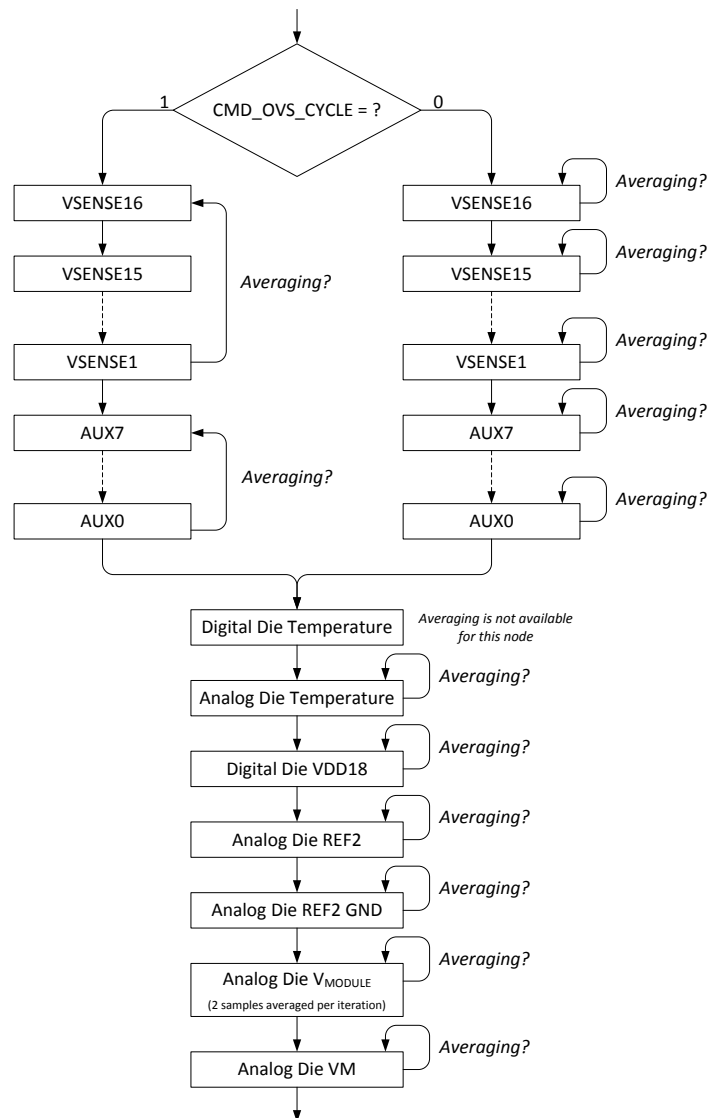 CMD_OVS_CYCLE = ?
1
0
VSENSE16
VSENSE15
VSENSE1
Averaging?
AUX7
AUX0
Averaging?
VSENSE16
Averaging?
VSENSE15
Averaging?
VSENSE1
Averaging?
AUX7
Averaging?
AUX0
Averaging?
Digital Die Temperature
Averaging is not available
for this node
Analog Die Temperature
Averaging?
Digital Die VDD18
Averaging?
Analog Die REF2
Averaging?
Analog Die REF2 GND
Averaging?
Analog Die VMODULE
(2 samples averaged per iteration)
Averaging?
Analog Die VM
Averaging?